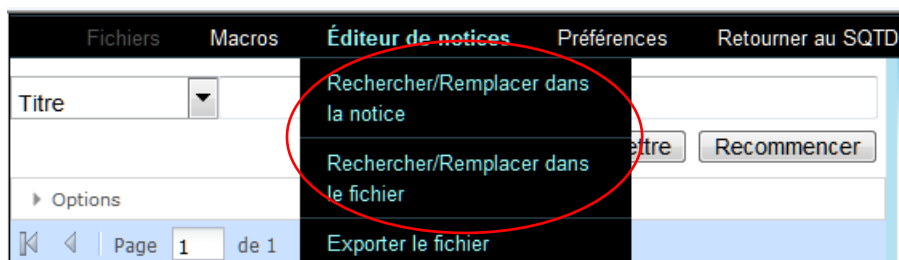 Fichiers Macros Éditeur de notices Préférences Retourner au SQTD
Rechercher/Remplacer dans
la notice
Titre
Recommencer
Rechercher/Remplacer dans
le fichier
Options
Page 1 de 1
Exporter le fichier